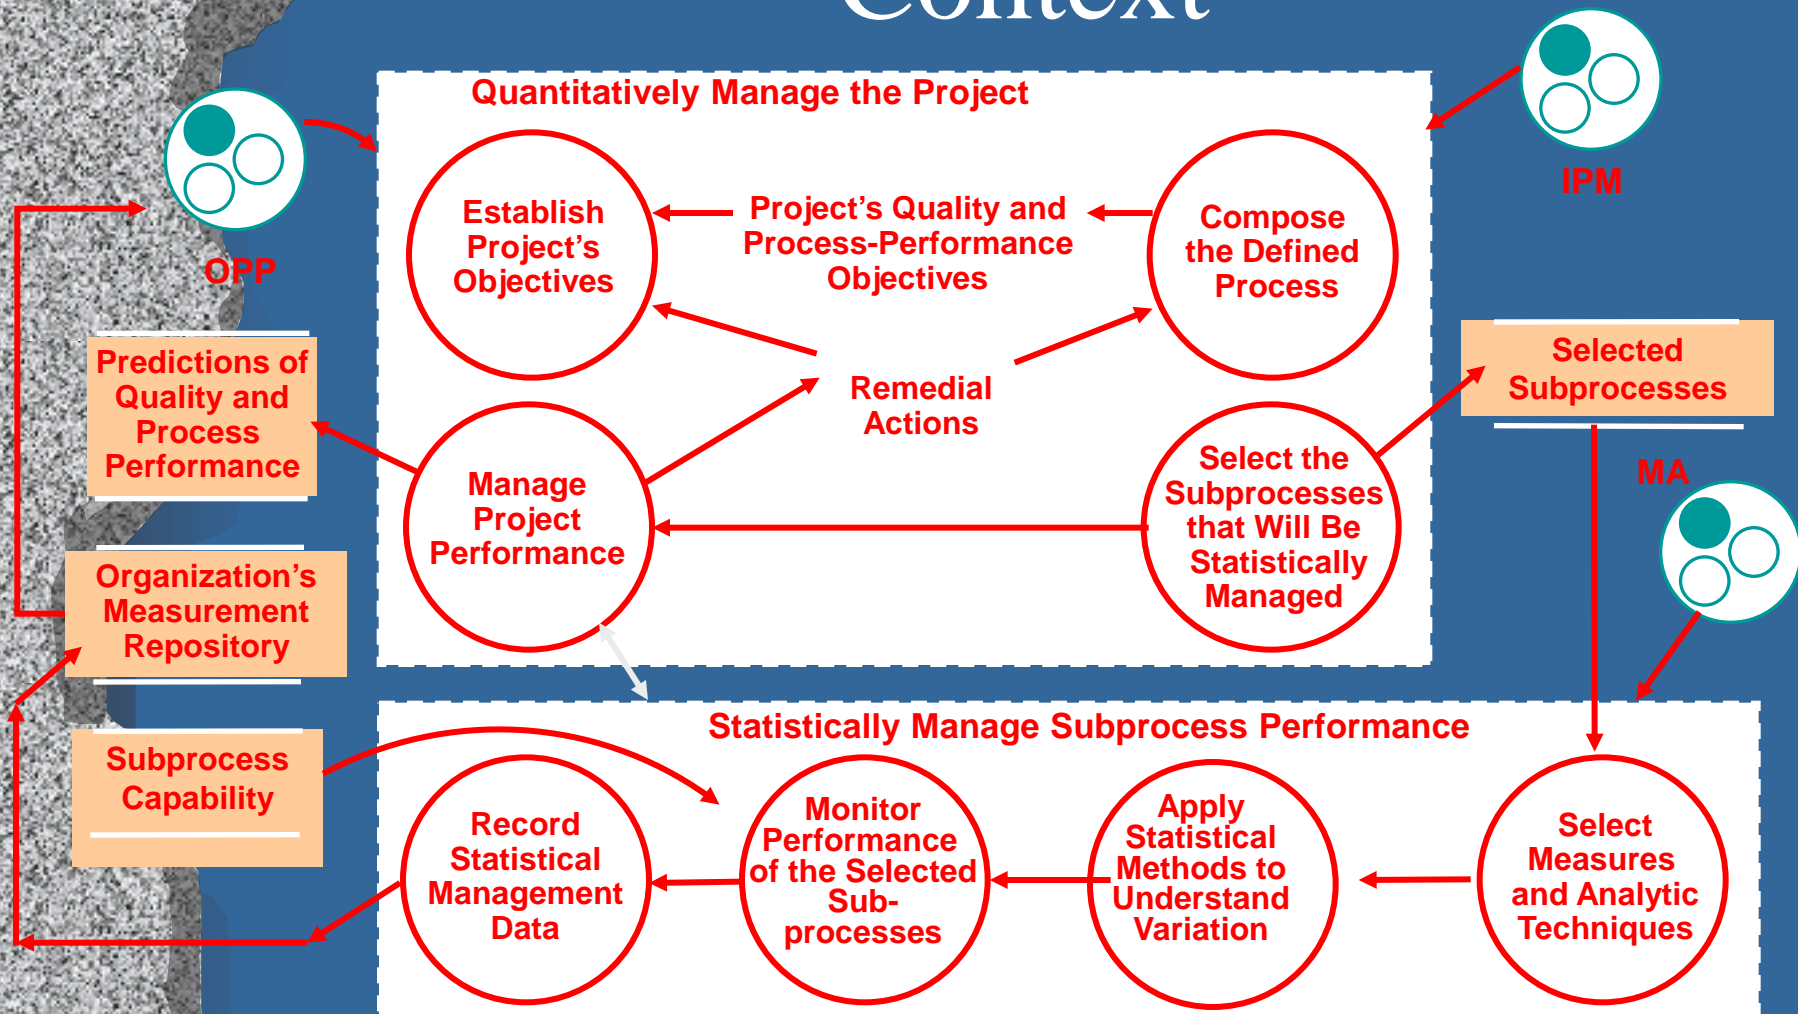 Context
Quantitatively Manage the Project
IPM
OPP
Establish
Project’s
Objectives
Project’s Quality and
Process-Performance
Objectives
Compose
the Defined
Process
Remedial
Actions
Predictions of
Quality and
Process
Performance
Manage
Project
Performance
Select the
Subprocesses
that Will Be
Statistically
Managed
Selected
Subprocesses
MA
Organization’s
Measurement
Repository
Subprocess
Capability
Statistically Manage Subprocess Performance
Record
Statistical
Management
Data
Monitor
Performance
of the Selected
Sub-
processes
Apply
Statistical
Methods to
Understand
Variation
Select
Measures
and Analytic
Techniques